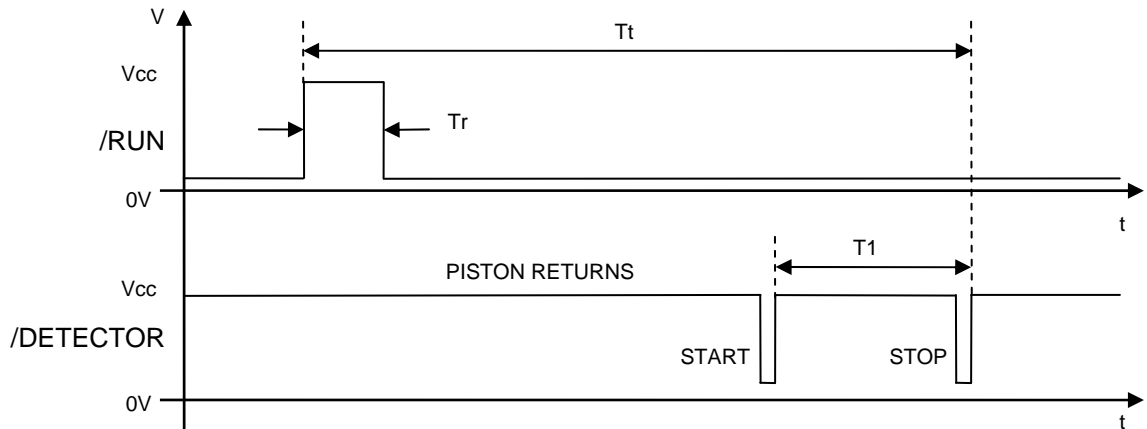 V
Tt
Vcc
Tr
/RUN
0V
t
T1
PISTON RETURNS
Vcc
/DETECTOR
START
STOP
0V
t